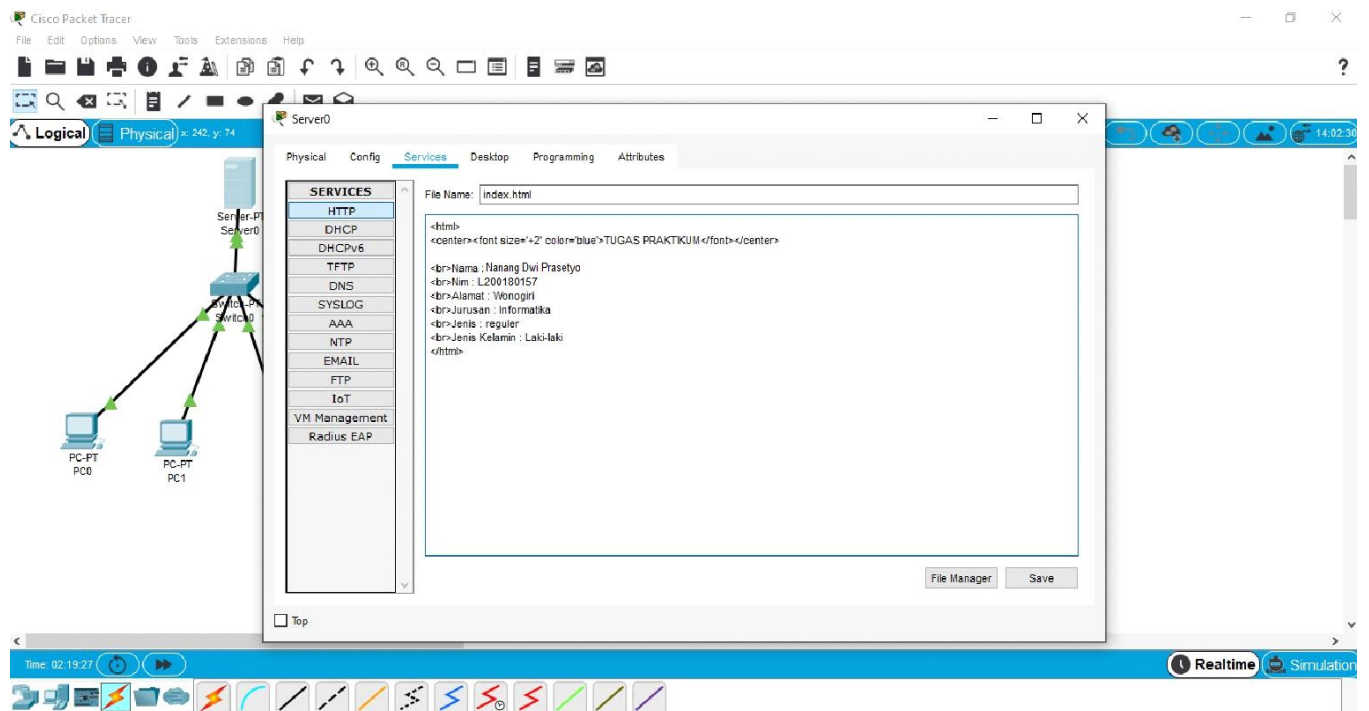 Cisco Packet Tracer
File Edit Options View Tools Extensions Help
?
Logical Physical x: 242, y: 74
14:02:30
Server0
Physical Config Services Desktop Programming Attributes
SERVICES
HTTP
DHCP
DHCPv6
TFTP
DNS
SYSLOG
AAA
NTP
EMAIL
FTP
IoT
VM Management
Radius EAP
File Name: index.html
<html>
<center><font size='+2' color='blue'>TUGAS PRAKTIKUM</font></center>
<br>Nama : Nanang Dwi Prasetyo
<br>Nim : L200180157
<br>Alamat : Wonogiri
<br>Jurusan : Informatika
<br>Jenis : reguler
<br>Jenis Kelamin : Laki-laki
</html>
File Manager Save
Top
Server-PT
Server0
Switch-PT
Switch0
PC-PT
PC0
PC-PT
PC1
Time: 02:19:27
Realtime Simulation